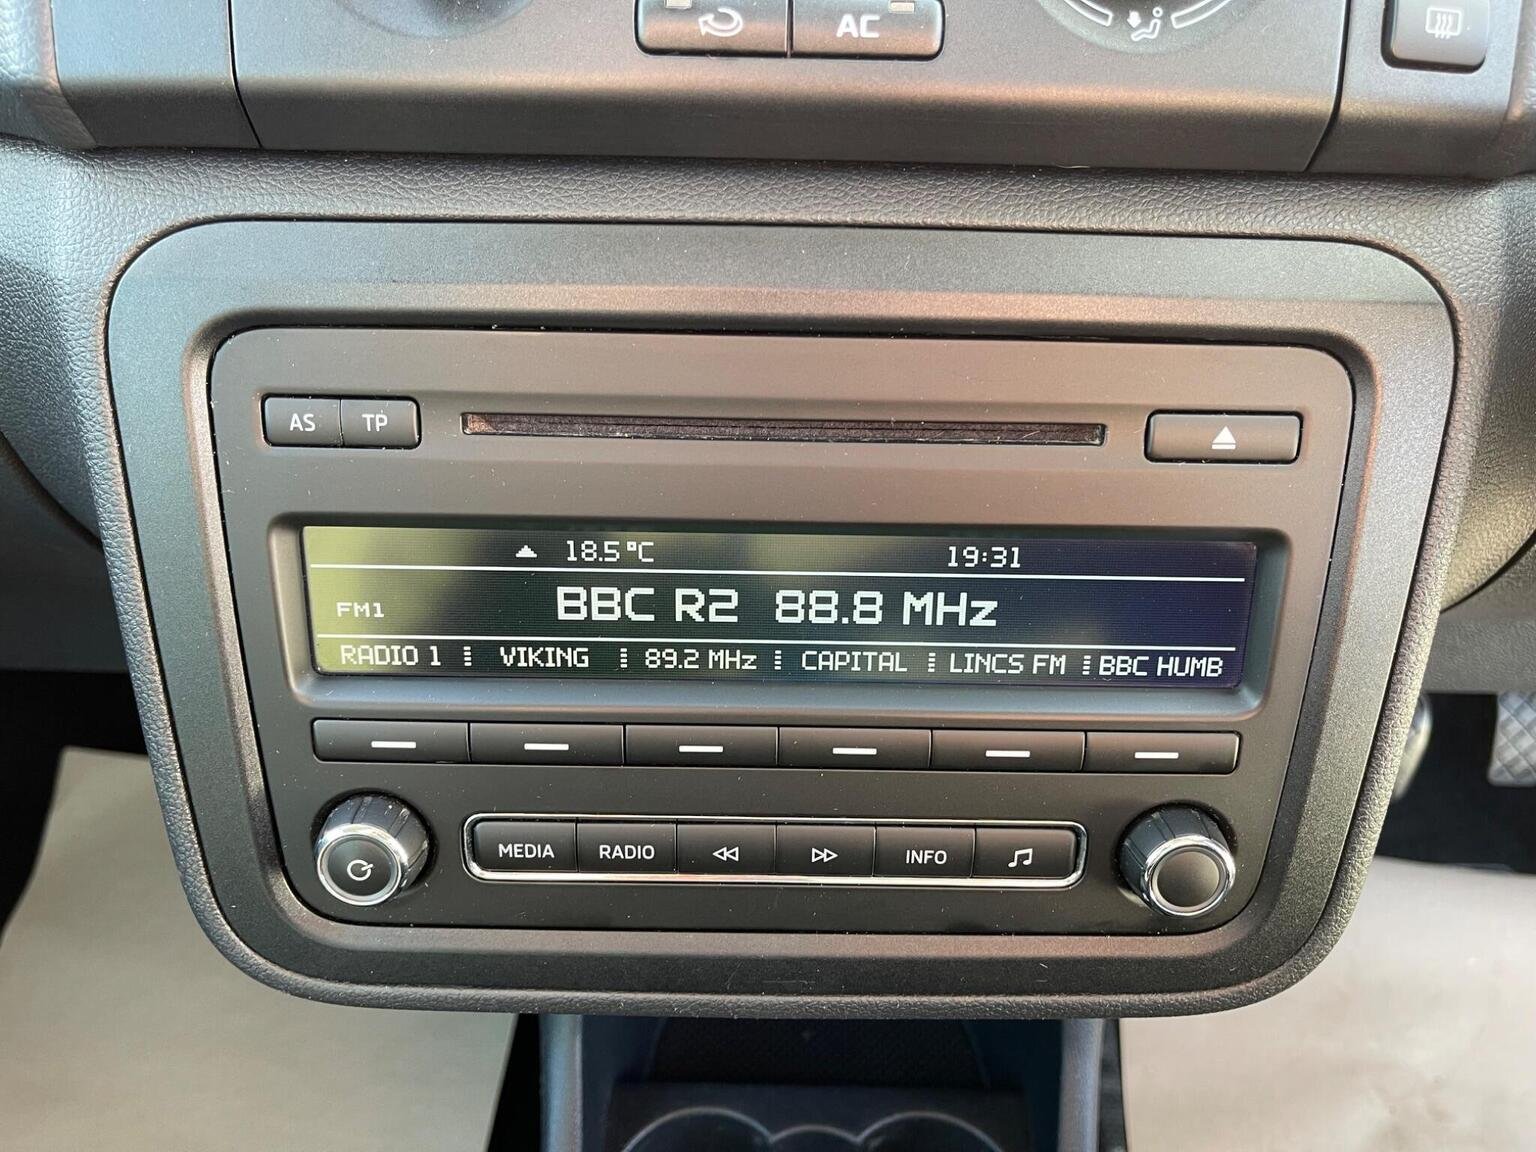 AC
AS TP
18.5°C 19:31
FM1 BBC R2 88.8 MHz
RADIO 1 VIKING 89.2 MHz CAPITAL LINCS FM BBC HUMB
MEDIA RADIO INFO